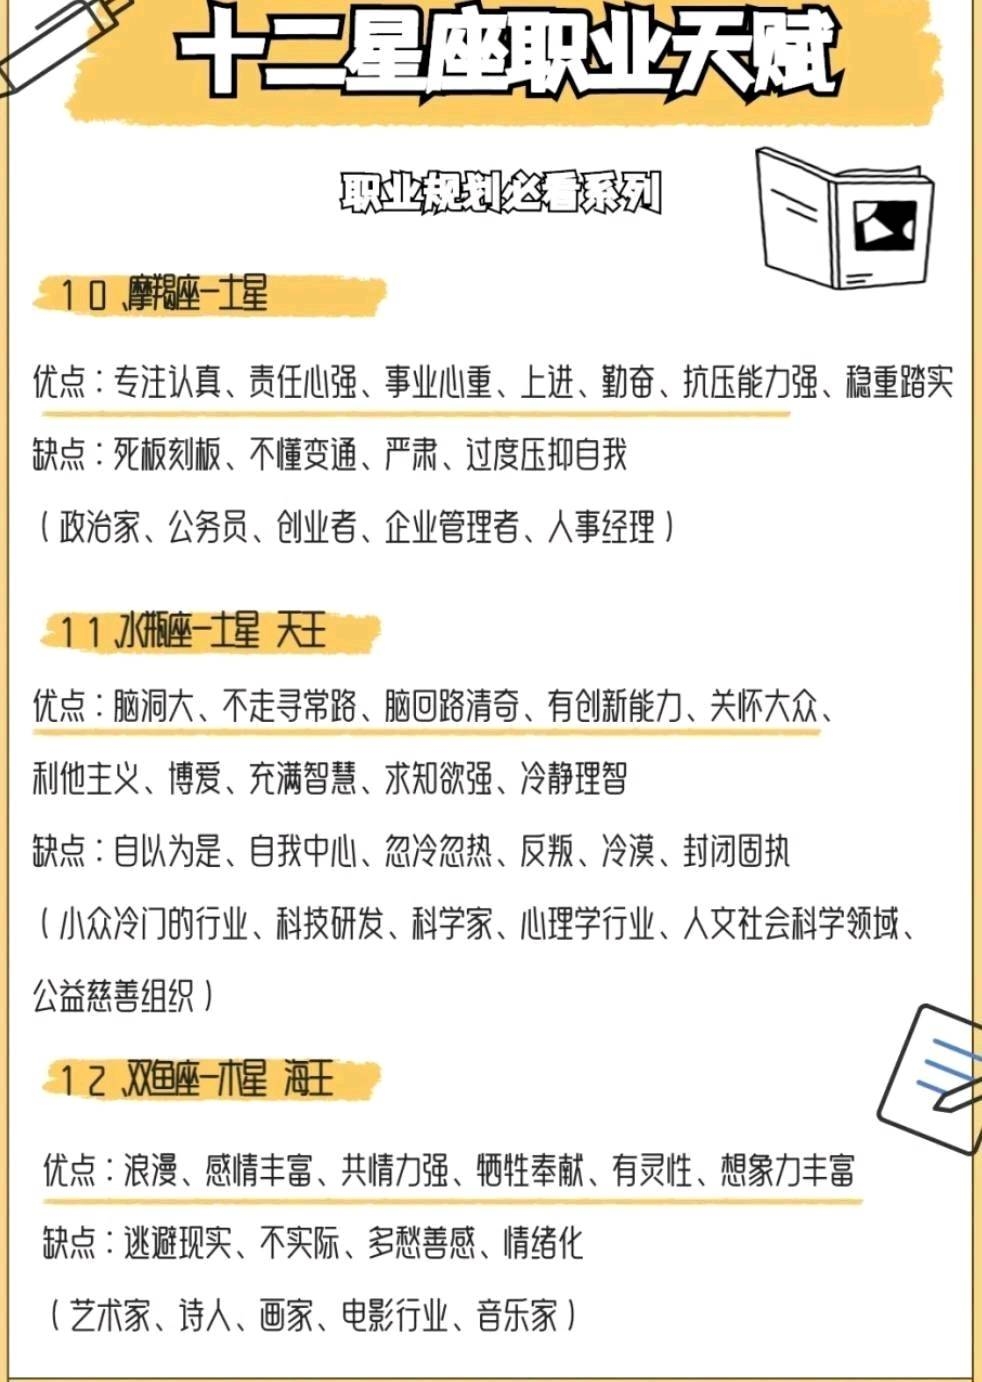 十二星座职业天赋
职业规划必看系列
10、摩羯座—土星
优点：专注认真、责任心强、事业心重、上进、勤奋、抗压能力强、稳重踏实
缺点：死板刻板、不懂变通、严肃、过度压抑自我
（政治家、公务员、创业者、企业管理者、人事经理）
11、水瓶座—土星 天王
优点：脑洞大、不走寻常路、脑回路清奇、有创新能力、关怀大众、
利他主义、博爱、充满智慧、求知欲强、冷静理智
缺点：自以为是、自我中心、忽冷忽热、反叛、冷漠、封闭固执
（小众冷门的行业、科技研发、科学家、心理学行业、人文社会科学领域、
公益慈善组织）
12、双鱼座—木星 海王
优点：浪漫、感情丰富、共情力强、牺牲奉献、有灵性、想象力丰富
缺点：逃避现实、不实际、多愁善感、情绪化
（艺术家、诗人、画家、电影行业、音乐家）